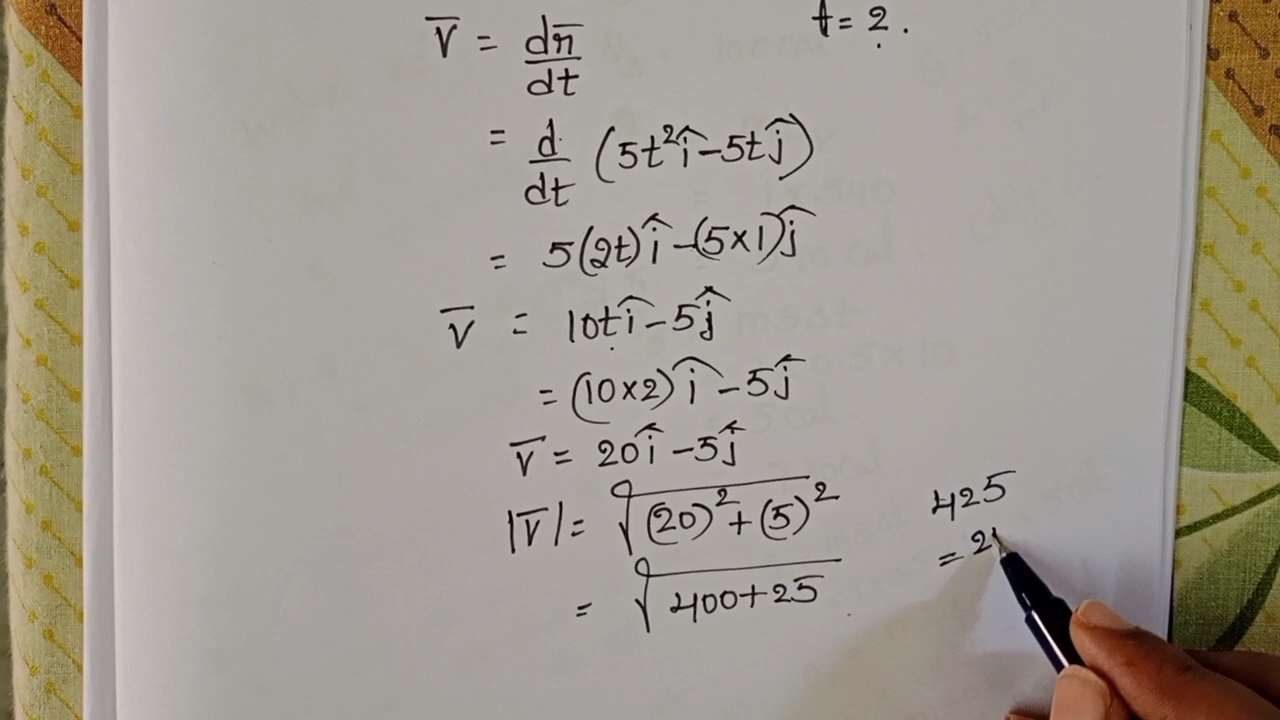 V̅ = dr̅/dt
t = 2.
= d/dt (5t²î – 5tĵ)
= 5(2t)î – (5×1)ĵ
V̅ = 10tî – 5ĵ
= (10×2)î – 5ĵ
V̅ = 20î – 5ĵ
|V̅| = √(20)² + (5)²
425
= √400+25